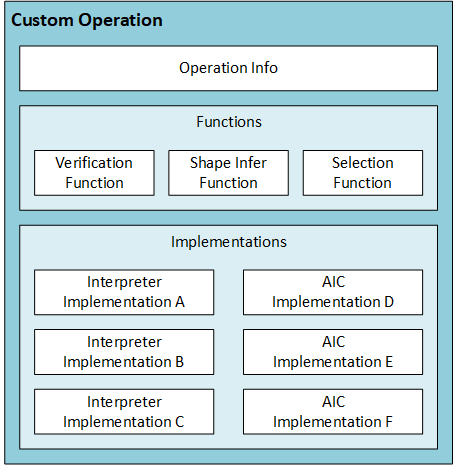 Custom Operation
Operation Info
Functions
Verification
Function
Shape Infer
Function
Selection
Function
Implementations
Interpreter
Implementation A
AIC
Implementation D
Interpreter
Implementation B
AIC
Implementation E
Interpreter
Implementation C
AIC
Implementation F